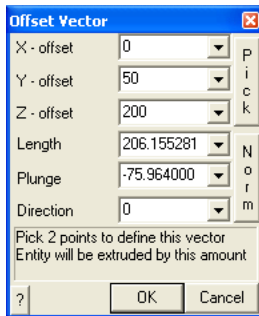 Offset Vector
X - offset 0
Y - offset 50
Z - offset 200
Length 206.155281
Plunge -75.964000
Direction 0
Pick
Norm
Pick 2 points to define this vector
Entity will be extruded by this amount
? OK Cancel